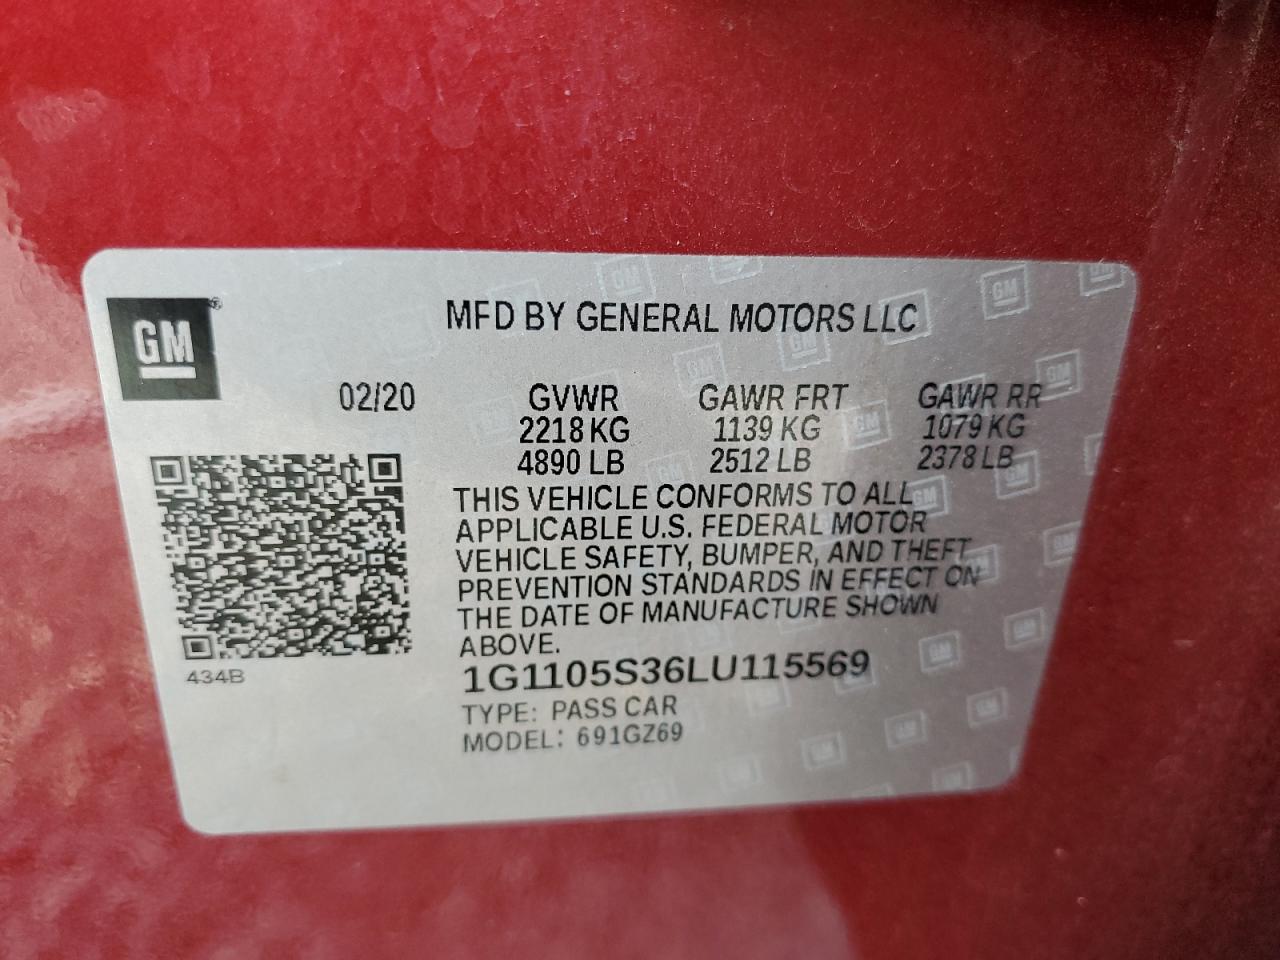 GM®
MFD BY GENERAL MOTORS LLC
02/20 GVWR GAWR FRT GAWR RR
2218 KG 1139 KG 1079 KG
4890 LB 2512 LB 2378 LB
THIS VEHICLE CONFORMS TO ALL
APPLICABLE U.S. FEDERAL MOTOR
VEHICLE SAFETY, BUMPER, AND THEFT
PREVENTION STANDARDS IN EFFECT ON
THE DATE OF MANUFACTURE SHOWN
ABOVE.
434B
1G1105S36LU115569
TYPE: PASS CAR
MODEL: 691GZ69